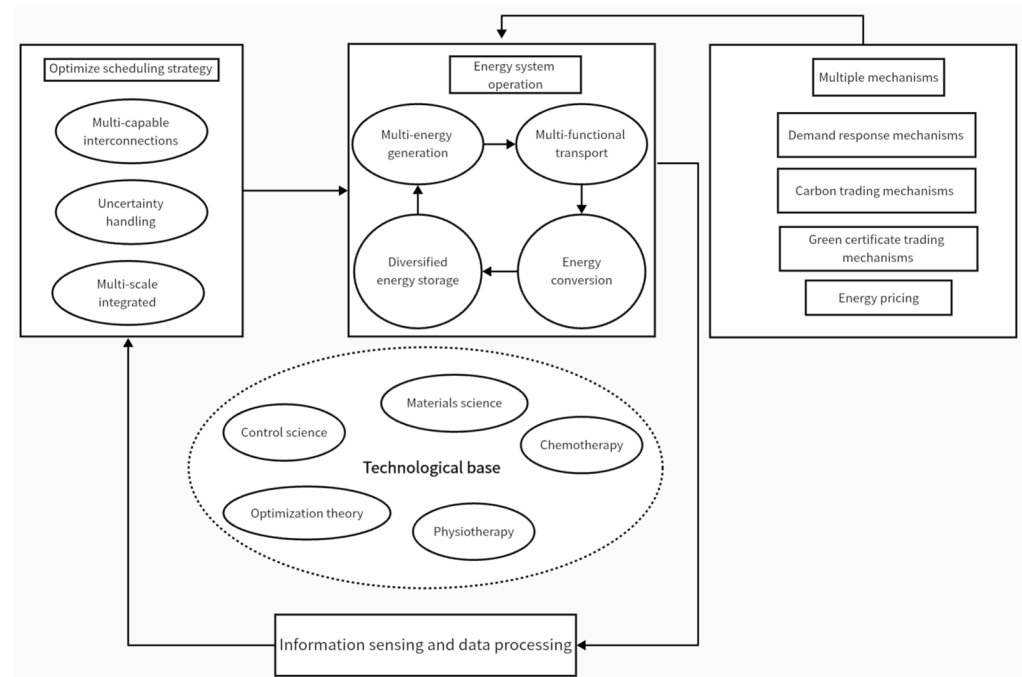 Optimize scheduling strategy
Multi-capable
interconnections
Uncertainty
handling
Multi-scale
integrated
Energy system
operation
Multi-energy
generation
Multi-functional
transport
Diversified
energy storage
Energy
conversion
Multiple mechanisms
Demand response mechanisms
Carbon trading mechanisms
Green certificate trading
mechanisms
Energy pricing
Materials science
Control science
Chemotherapy
Technological base
Optimization theory
Physiotherapy
Information sensing and data processing